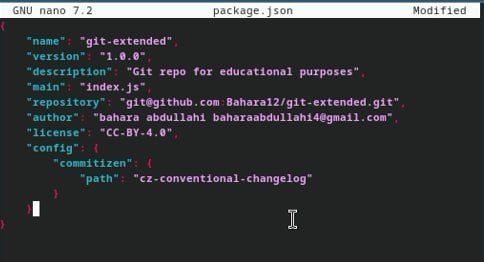 GNU nano 7.2 package.json Modified
{
"name": "git-extended",
"version": "1.0.0",
"description": "Git repo for educational purposes",
"main": "index.js",
"repository": "git@github.com:Bahara12/git-extended.git",
"author": "bahara abdullahi baharaabdullahi4@gmail.com",
"license": "CC-BY-4.0",
"config": {
"commitizen": {
"path": "cz-conventional-changelog"
}
}
}